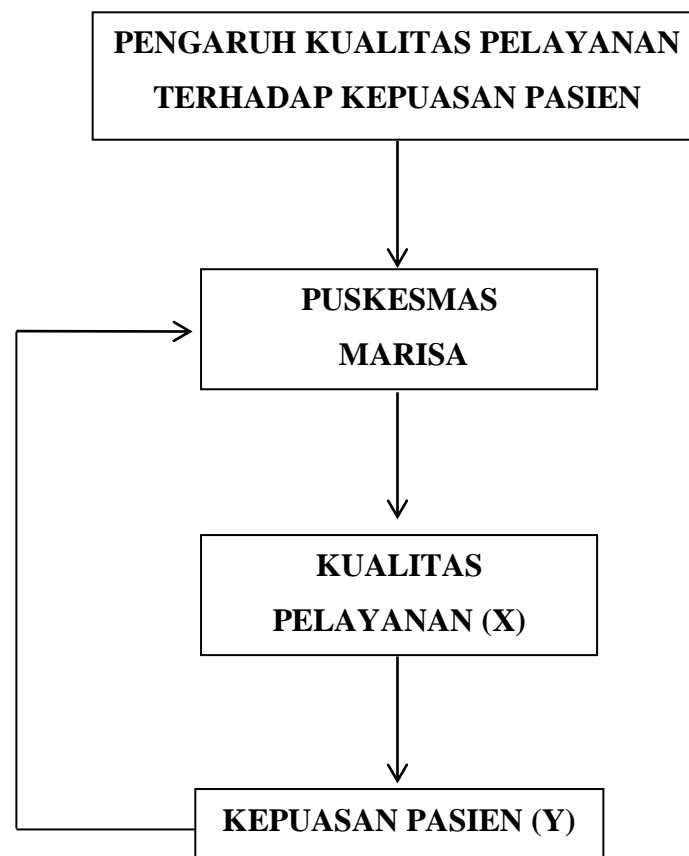 PENGARUH KUALITAS PELAYANAN
TERHADAP KEPUASAN PASIEN
PUSKESMAS
MARISA
KUALITAS
PELAYANAN (X)
KEPUASAN PASIEN (Y)